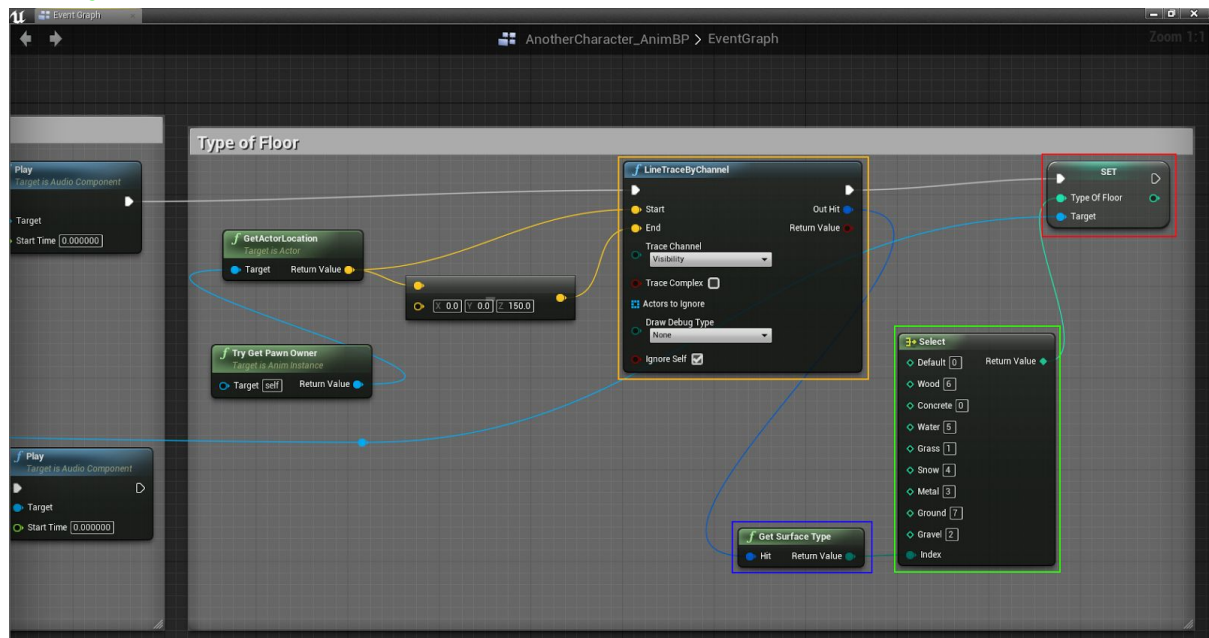 Event Graph
AnotherCharacter_AnimBP > EventGraph
Zoom 1:1
Play
Target is Audio Component
Target
Start Time 0.000000
Play
Target is Audio Component
Target
Start Time 0.000000
Type of Floor
GetActorLocation
Target is Actor
Target Return Value
Try Get Pawn Owner
Target is Anim Instance
Target self Return Value
X 0.0 Y 0.0 Z 150.0
LineTraceByChannel
Start Out Hit
End Return Value
Trace Channel
Visibility
Trace Complex
Actors to Ignore
Draw Debug Type
None
Ignore Self
SET
Type Of Floor
Target
Select
Default 0 Return Value
Wood 6
Concrete 0
Water 5
Grass 1
Snow 4
Metal 3
Ground 7
Gravel 2
Index
Get Surface Type
Hit Return Value